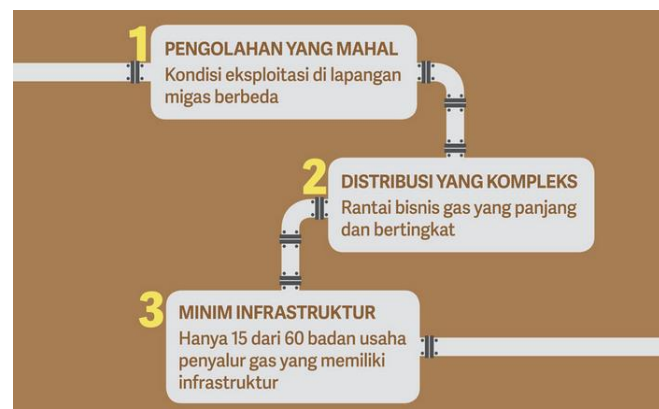 1
PENGOLAHAN YANG MAHAL
Kondisi eksploitasi di lapangan
migas berbeda
2
DISTRIBUSI YANG KOMPLEKS
Rantai bisnis gas yang panjang
dan bertingkat
3
MINIM INFRASTRUKTUR
Hanya 15 dari 60 badan usaha
penyalur gas yang memiliki
infrastruktur